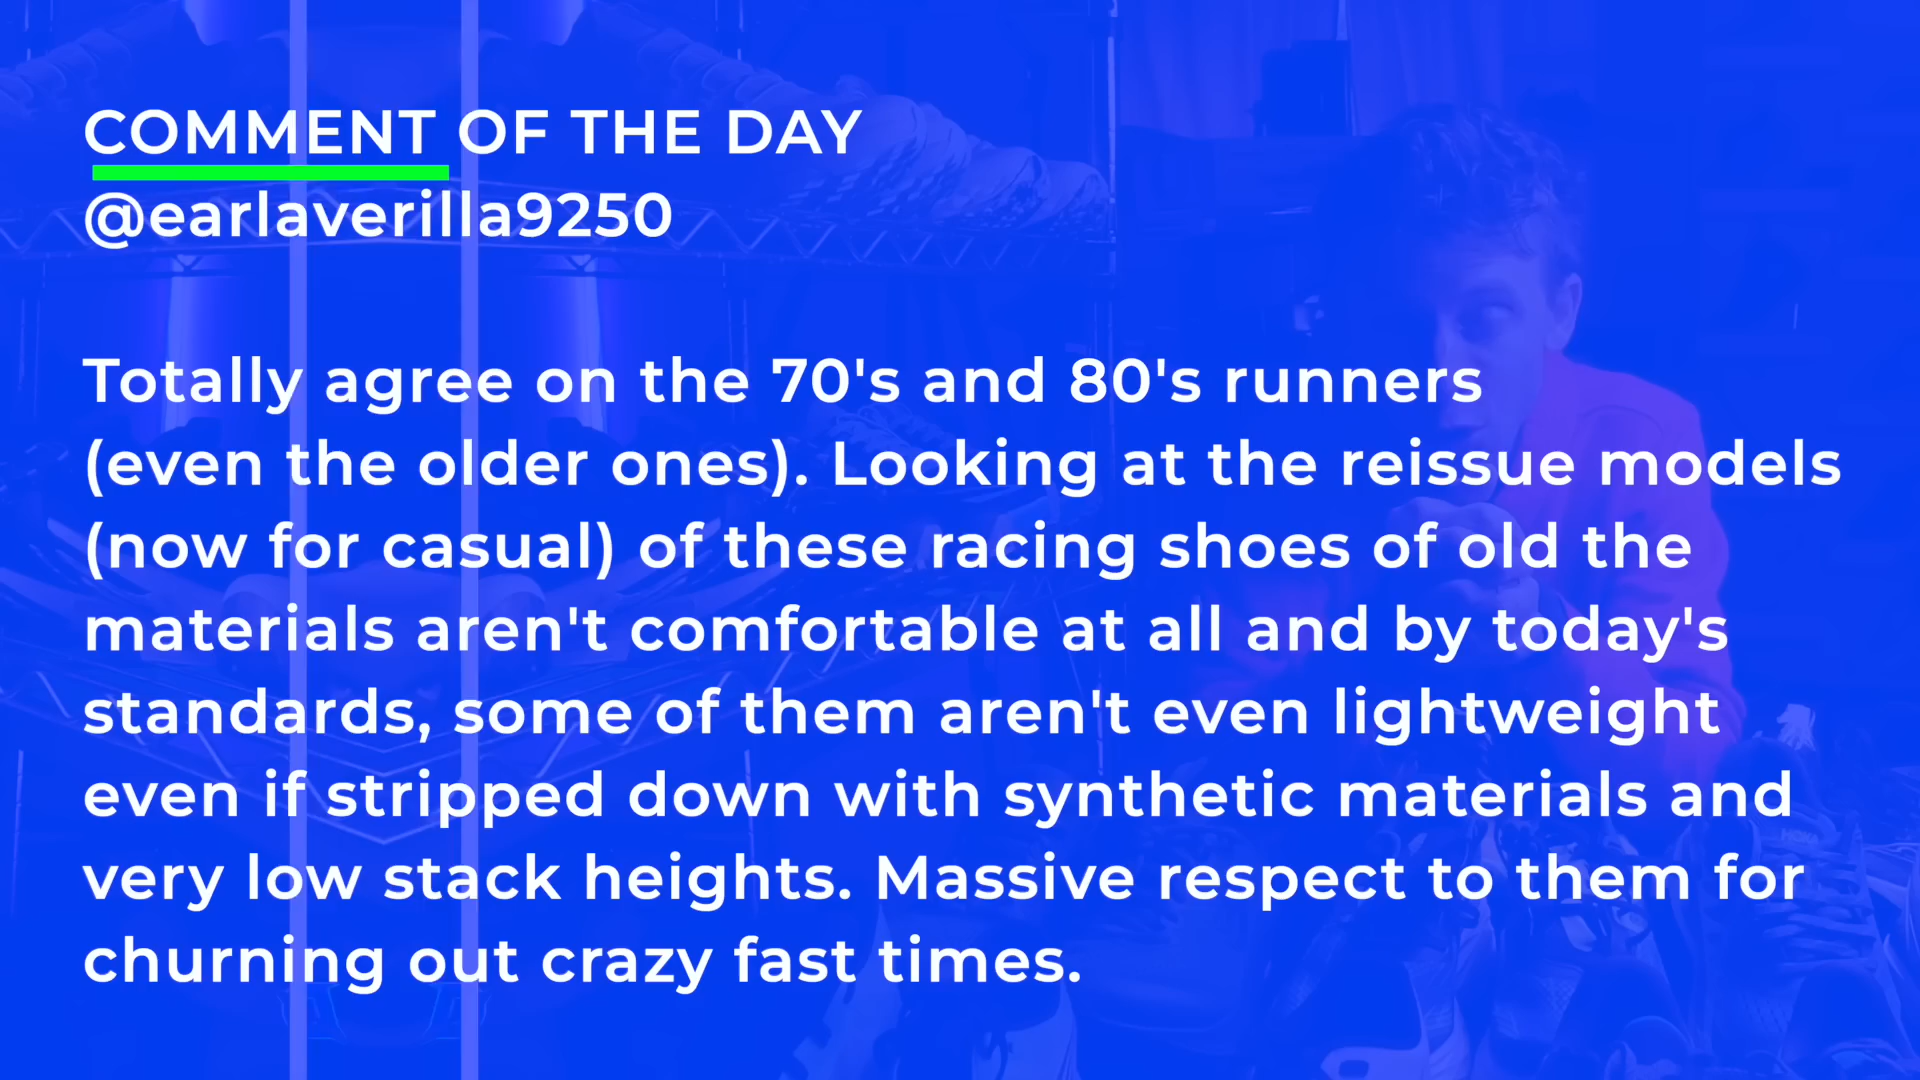 COMMENT OF THE DAY
@earlaverilla9250
Totally agree on the 70's and 80's runners
(even the older ones). Looking at the reissue models
(now for casual) of these racing shoes of old the
materials aren't comfortable at all and by today's
standards, some of them aren't even lightweight
even if stripped down with synthetic materials and
very low stack heights. Massive respect to them for
churning out crazy fast times.
HOKA